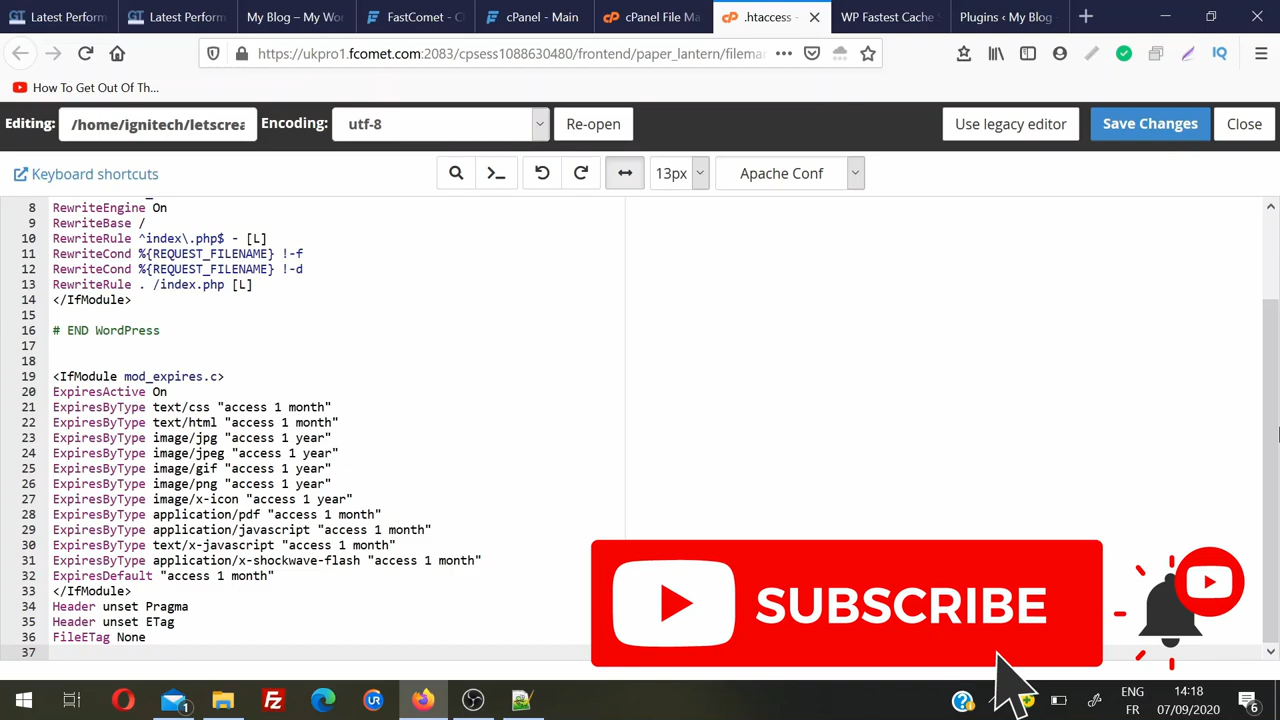 GT Latest Perform
GT Latest Perform
My Blog – My Wo
FastComet - C
cPanel - Main
cPanel File Ma
.htaccess -
WP Fastest Cache
Plugins ‹ My Blog
https://ukpro1.fcomet.com:2083/cpsess1088630480/frontend/paper_lantern/filemar
IQ
How To Get Out Of Th...
Editing: /home/ignitech/letscrea Encoding: utf-8 Re-open Use legacy editor Save Changes Close
Keyboard shortcuts 13px Apache Conf
8 RewriteEngine On
9 RewriteBase /
10 RewriteRule ^index\.php$ - [L]
11 RewriteCond %{REQUEST_FILENAME} !-f
12 RewriteCond %{REQUEST_FILENAME} !-d
13 RewriteRule . /index.php [L]
14 </IfModule>
15
16 # END WordPress
17
18
19 <IfModule mod_expires.c>
20 ExpiresActive On
21 ExpiresByType text/css "access 1 month"
22 ExpiresByType text/html "access 1 month"
23 ExpiresByType image/jpg "access 1 year"
24 ExpiresByType image/jpeg "access 1 year"
25 ExpiresByType image/gif "access 1 year"
26 ExpiresByType image/png "access 1 year"
27 ExpiresByType image/x-icon "access 1 year"
28 ExpiresByType application/pdf "access 1 month"
29 ExpiresByType application/javascript "access 1 month"
30 ExpiresByType text/x-javascript "access 1 month"
31 ExpiresByType application/x-shockwave-flash "access 1 month"
32 ExpiresDefault "access 1 month"
33 </IfModule>
34 Header unset Pragma
35 Header unset ETag
36 FileETag None
37
SUBSCRIBE
1
UR
ENG
FR
14:18
07/09/2020
6